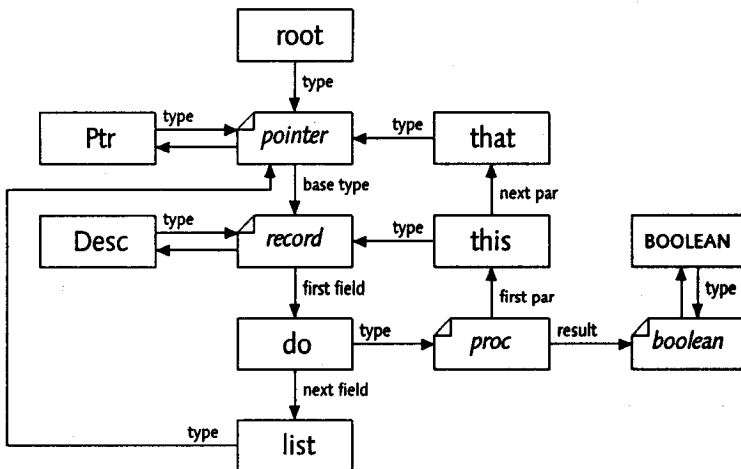 root
type
Ptr
type
pointer
type
that
base type
next par
Desc
type
record
type
this
BOOLEAN
first field
first par
type
do
type
proc
result
boolean
next field
type
list